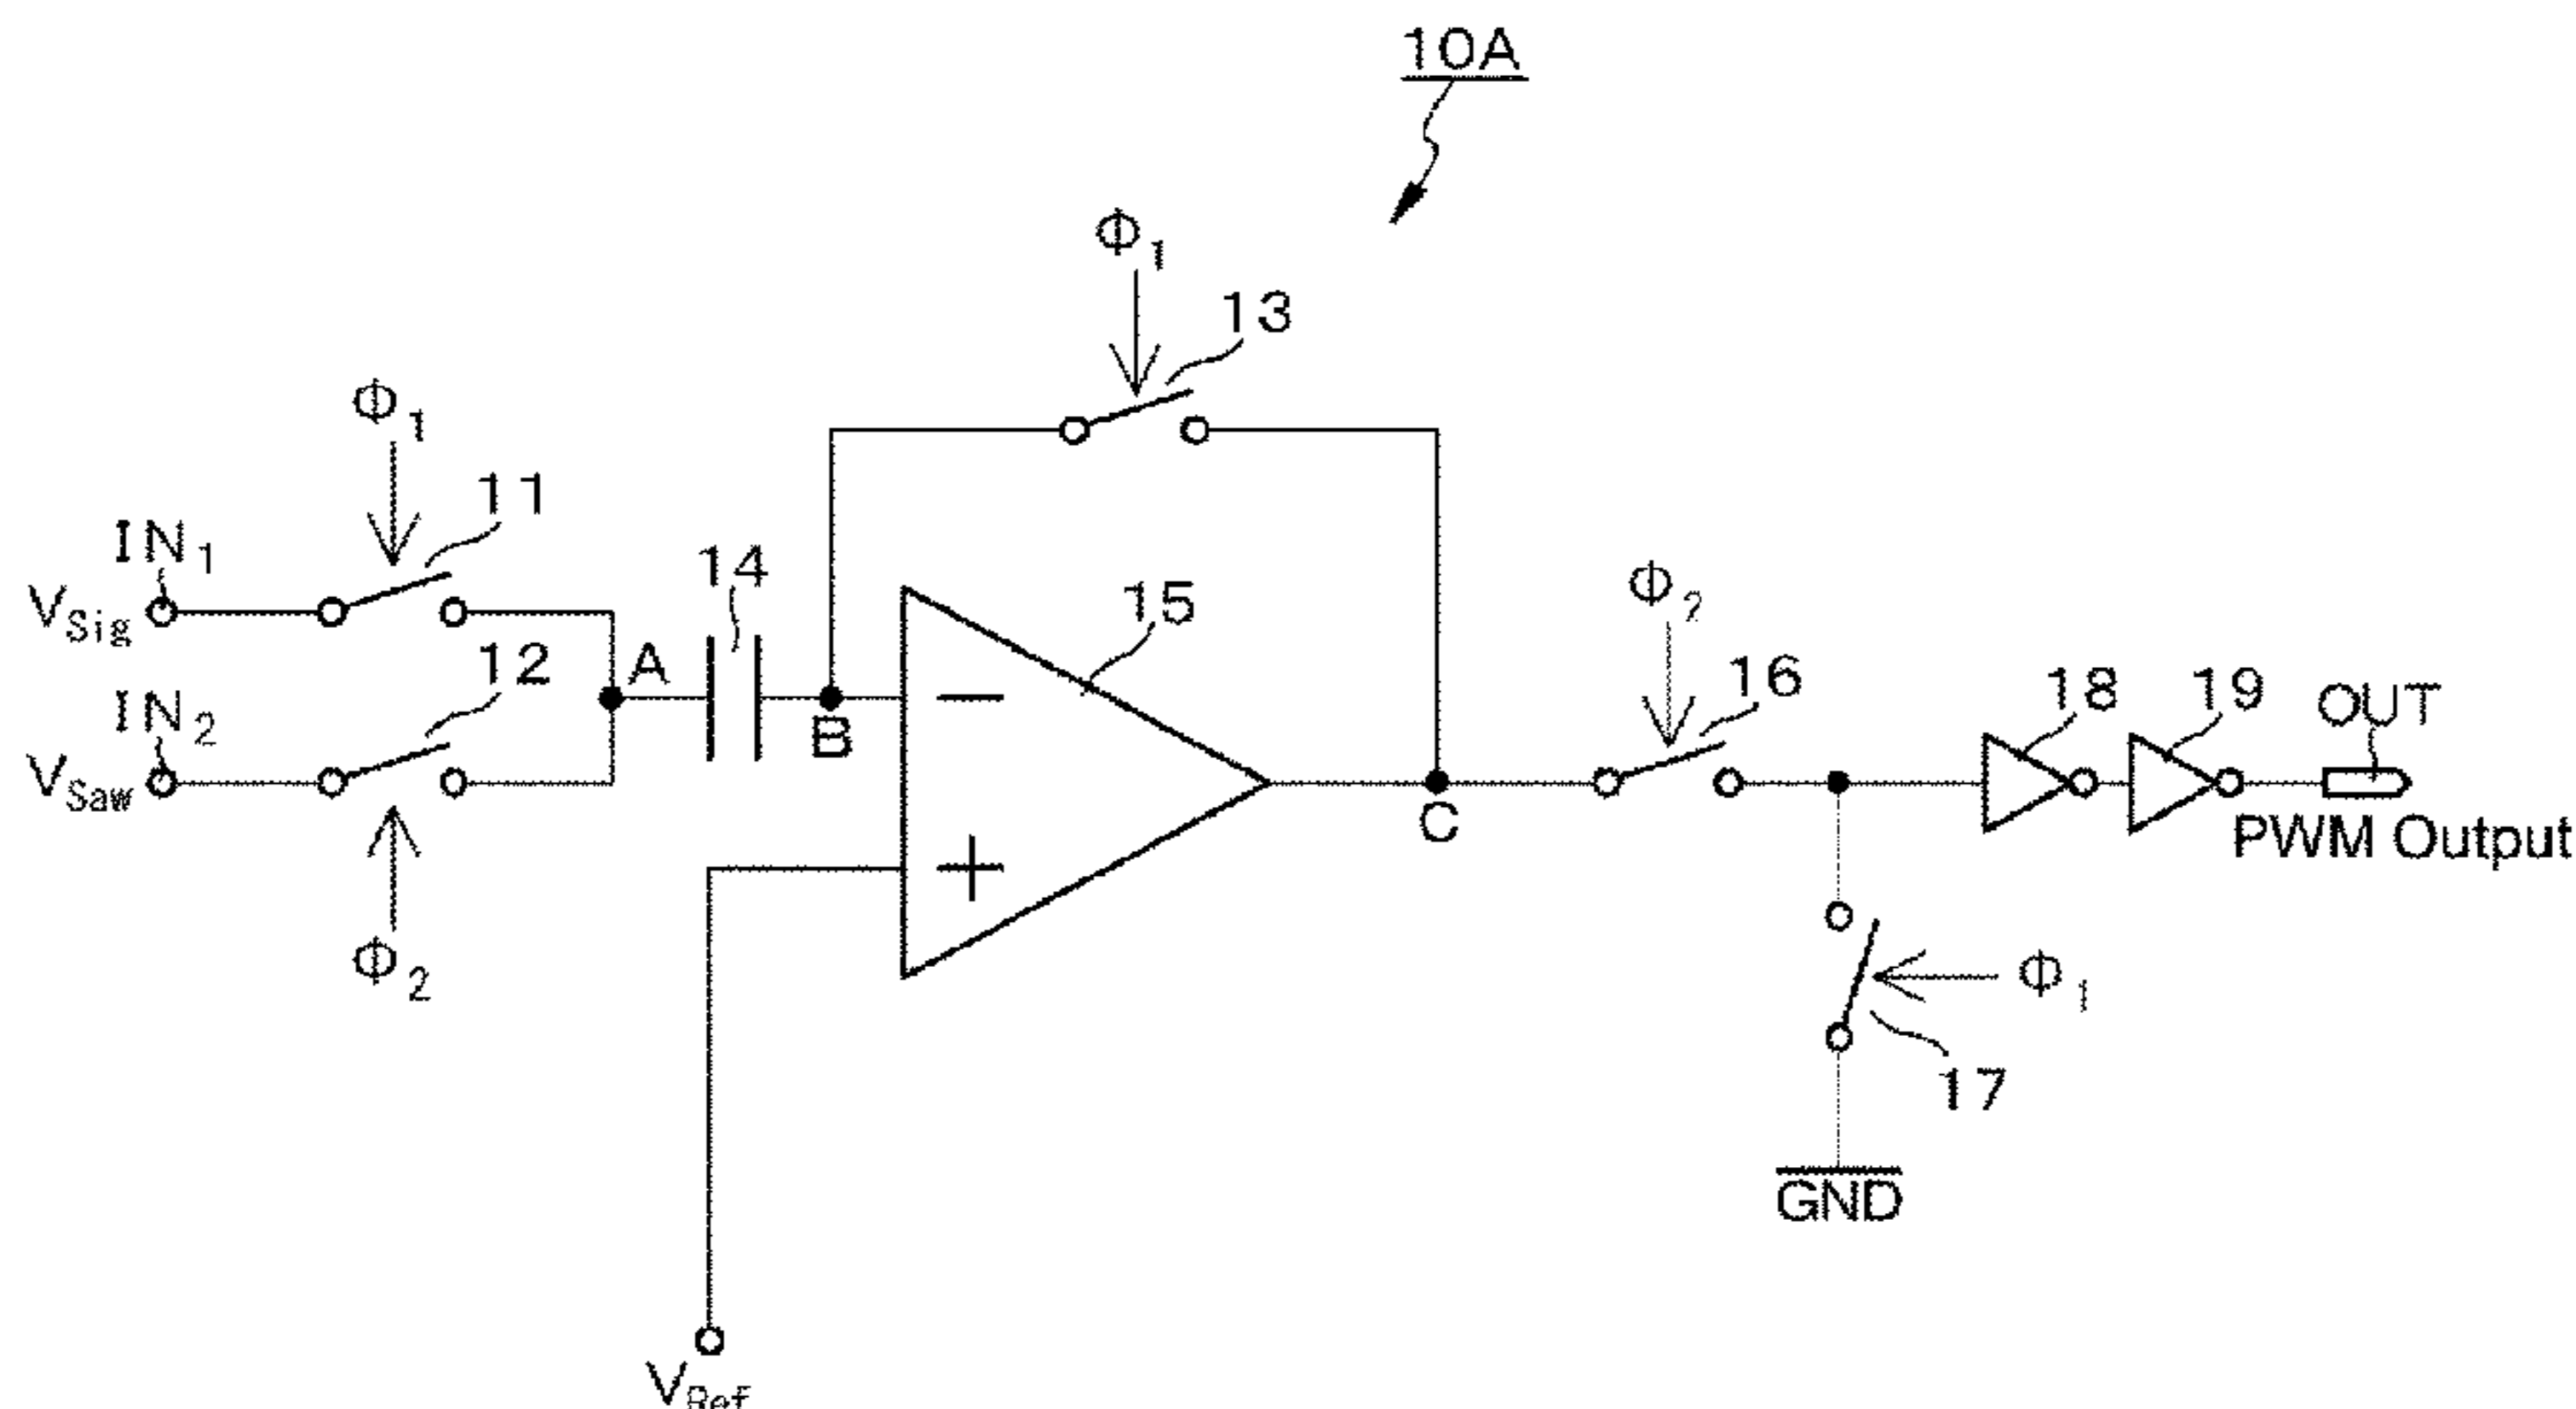 10A
Φ1
13
Φ1
11
IN1
VSig
14
15
Φ2
12
A
IN2
VSaw
B
16
18
19
OUT
C
PWM Output
Φ2
Φ1
17
GND
VRef